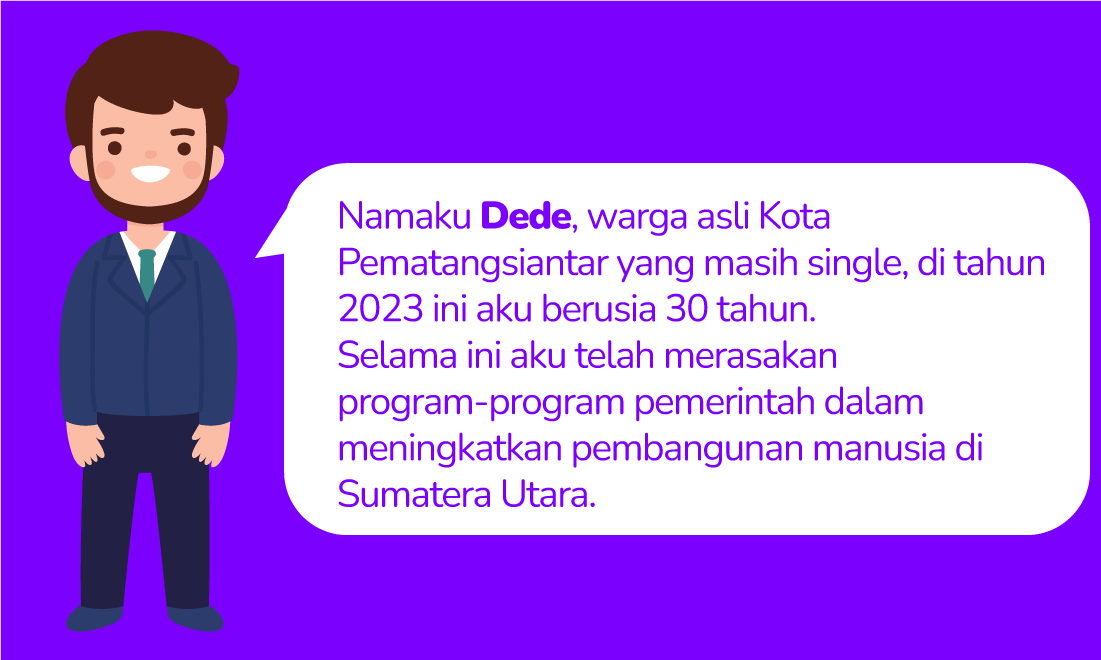 Namaku Dede, warga asli Kota
Pematangsiantar yang masih single, di tahun
2023 ini aku berusia 30 tahun.
Selama ini aku telah merasakan
program-program pemerintah dalam
meningkatkan pembangunan manusia di
Sumatera Utara.